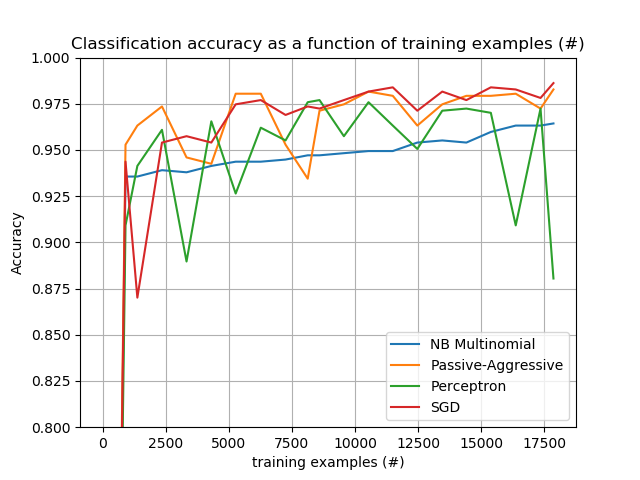 Classification accuracy as a function of training examples (#)
1.000
0.975
0.950
0.925
0.900
0.875
0.850
0.825
0.800
Accuracy
NB Multinomial
Passive-Aggressive
Perceptron
SGD
0 2500 5000 7500 10000 12500 15000 17500
training examples (#)